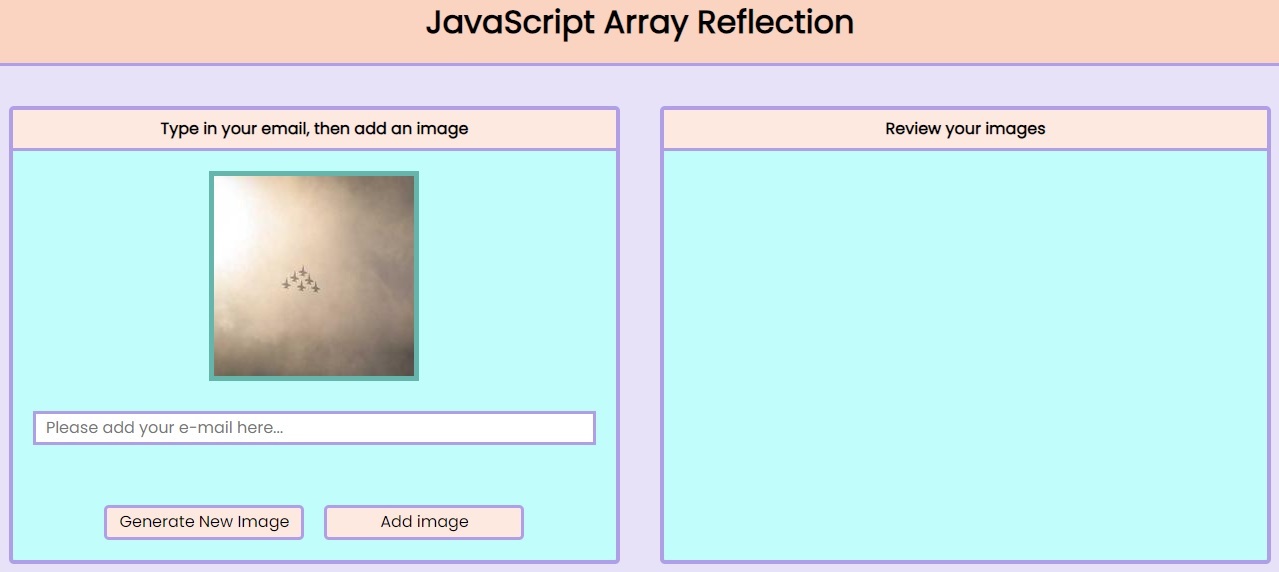 JavaScript Array Reflection
Type in your email, then add an image
Please add your e-mail here...
Generate New Image
Add image
Review your images